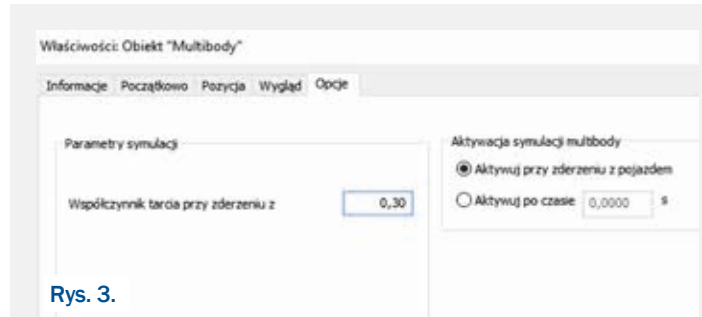 Właściwości: Obiekt "Multibody"
Informacje Początkowo Pozycja Wygląd Opcje
Parametry symulacji
Współczynnik tarcia przy zderzeniu z 0,30
Aktywacja symulacji multibody
Aktywuj przy zderzeniu z pojazdem
Aktywuj po czasie 0,0000 s
Rys. 3.